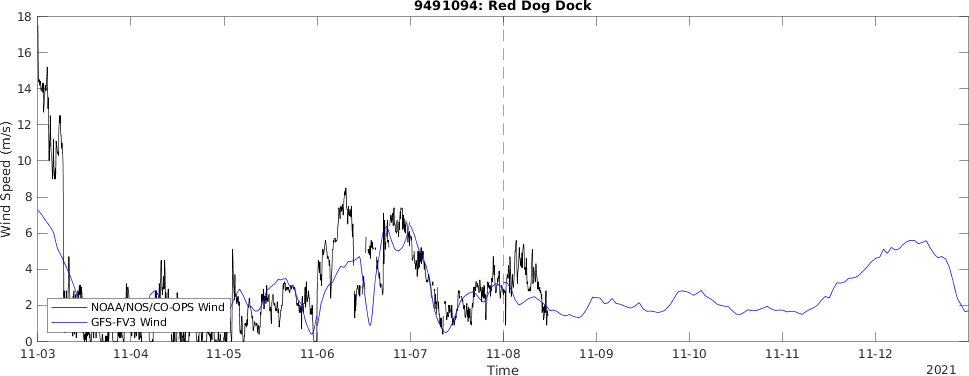 9491094: Red Dog Dock
18
16
14
12
10
8
6
4
2
0
Wind Speed (m/s)
NOAA/NOS/CO-OPS Wind
GFS-FV3 Wind
11-03 11-04 11-05 11-06 11-07 11-08 11-09 11-10 11-11 11-12
Time
2021